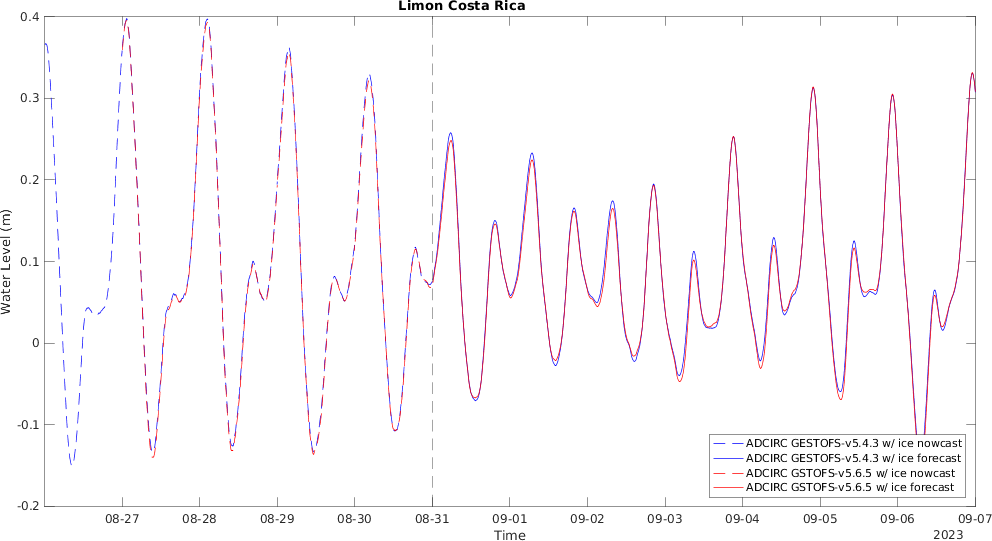 Limon Costa Rica
0.4
0.3
0.2
0.1
0
-0.1
-0.2
Water Level (m)
08-27 08-28 08-29 08-30 08-31 09-01 09-02 09-03 09-04 09-05 09-06 09-07
Time
2023
ADCIRC GESTOFS-v5.4.3 w/ ice nowcast
ADCIRC GESTOFS-v5.4.3 w/ ice forecast
ADCIRC GSTOFS-v5.6.5 w/ ice nowcast
ADCIRC GSTOFS-v5.6.5 w/ ice forecast